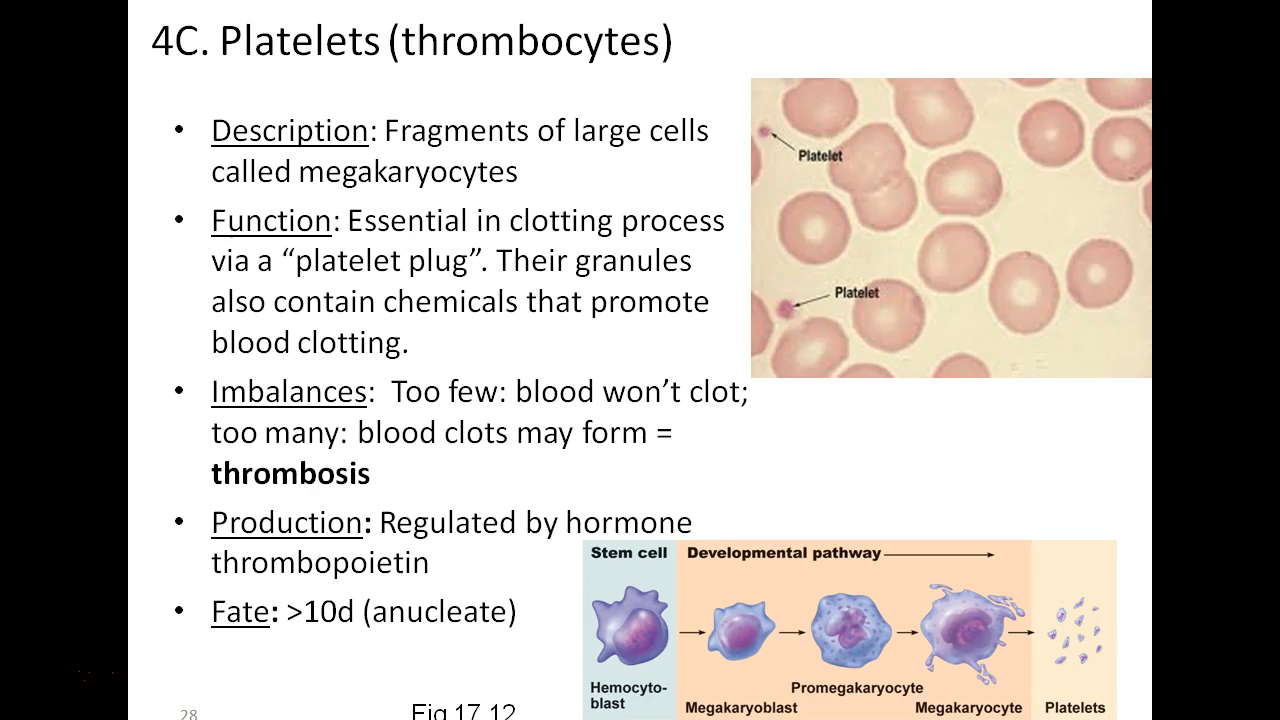 4C. Platelets (thrombocytes)
• Description: Fragments of large cells
called megakaryocytes
• Function: Essential in clotting process
via a “platelet plug”. Their granules
also contain chemicals that promote
blood clotting.
• Imbalances:  Too few: blood won’t clot;
too many: blood clots may form =
thrombosis
• Production: Regulated by hormone
thrombopoietin
• Fate: >10d (anucleate)
Platelet
Platelet
Stem cell
Developmental pathway
Hemocyto-
blast
Megakaryoblast
Promegakaryocyte
Megakaryocyte
Platelets
28
Fig 17.12